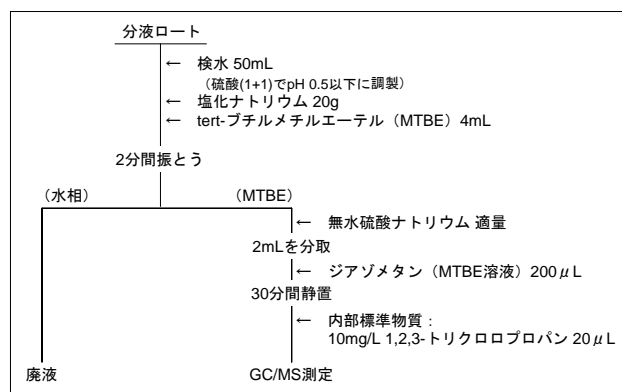 分液ロート
← 検水 50mL
（硫酸(1+1)でpH 0.5以下に調製）
← 塩化ナトリウム 20g
← tert-ブチルメチルエーテル（MTBE）4mL
2分間振とう
（水相） （MTBE）
← 無水硫酸ナトリウム 適量
2mLを分取
← ジアゾメタン（MTBE溶液）200μL
30分間静置
← 内部標準物質：
10mg/L 1,2,3-トリクロロプロパン 20μL
廃液 GC/MS測定